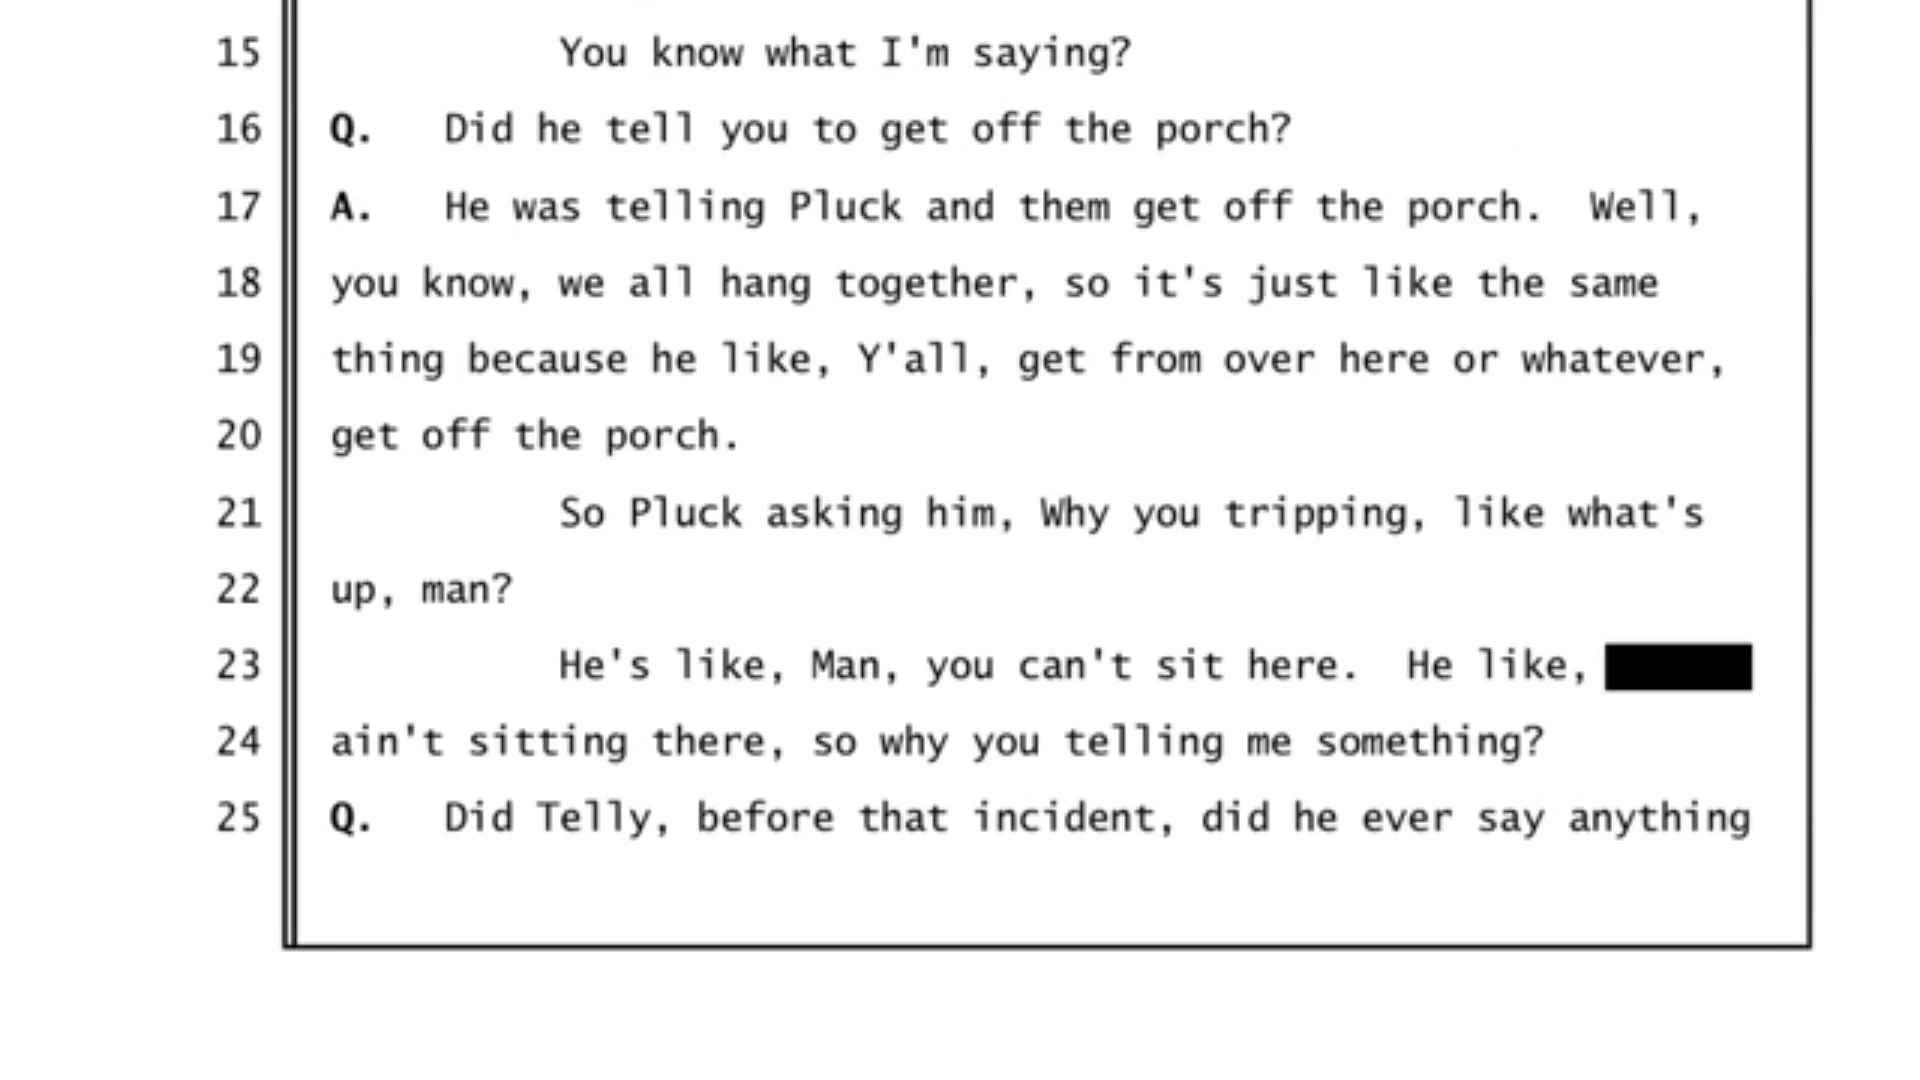 15 You know what I'm saying?
16 Q. Did he tell you to get off the porch?
17 A. He was telling Pluck and them get off the porch. Well,
18 you know, we all hang together, so it's just like the same
19 thing because he like, Y'all, get from over here or whatever,
20 get off the porch.
21 So Pluck asking him, Why you tripping, like what's
22 up, man?
23 He's like, Man, you can't sit here. He like,
24 ain't sitting there, so why you telling me something?
25 Q. Did Telly, before that incident, did he ever say anything